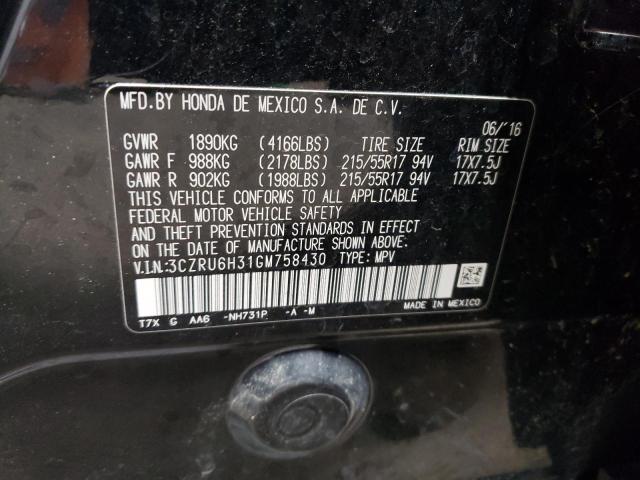 MFD.BY HONDA DE MEXICO S.A. DE C.V.
06/'16
GVWR 1890KG (4166LBS) TIRE SIZE RIM SIZE
GAWR F 988KG (2178LBS) 215/55R17 94V 17X7.5J
GAWR R 902KG (1988LBS) 215/55R17 94V 17X7.5J
THIS VEHICLE CONFORMS TO ALL APPLICABLE
FEDERAL MOTOR VEHICLE SAFETY
AND THEFT PREVENTION STANDARDS IN EFFECT
ON THE DATE OF MANUFACTURE SHOWN ABOVE.
V.I.N:3CZRU6H31GM758430 TYPE: MPV
T7X G AA6 -NH731P -A -M
MADE IN MEXICO